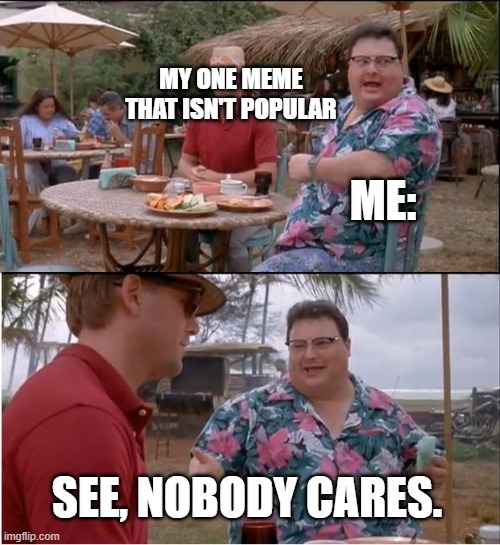 MY ONE MEME
THAT ISN'T POPULAR
ME:
SEE, NOBODY CARES.
imgflip.com